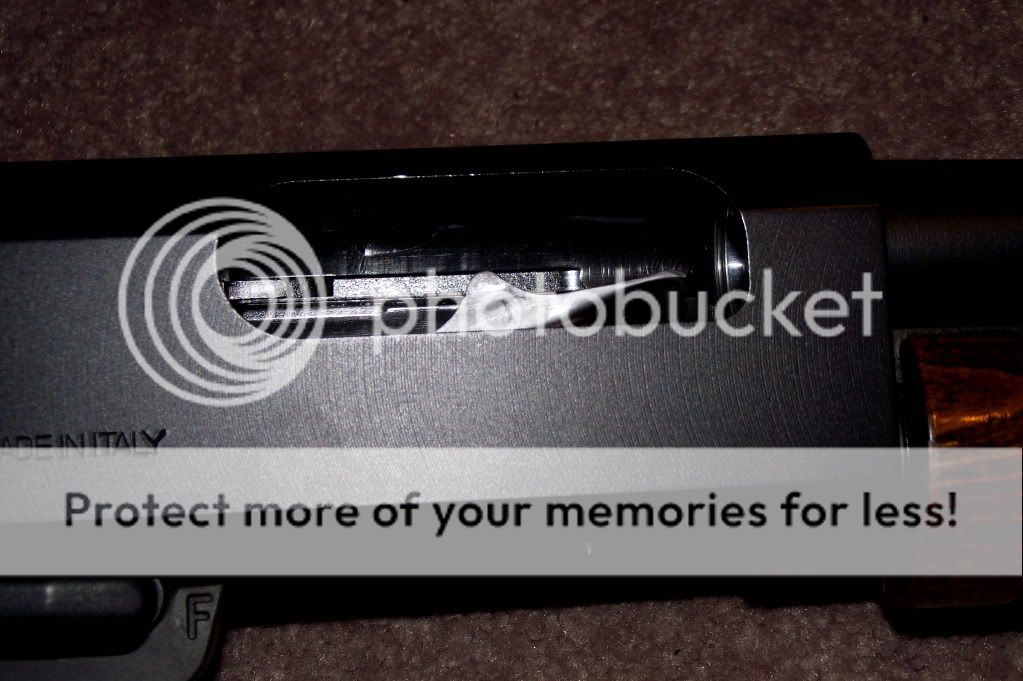 photobucket
ADE IN ITALY
Protect more of your memories for less!
F